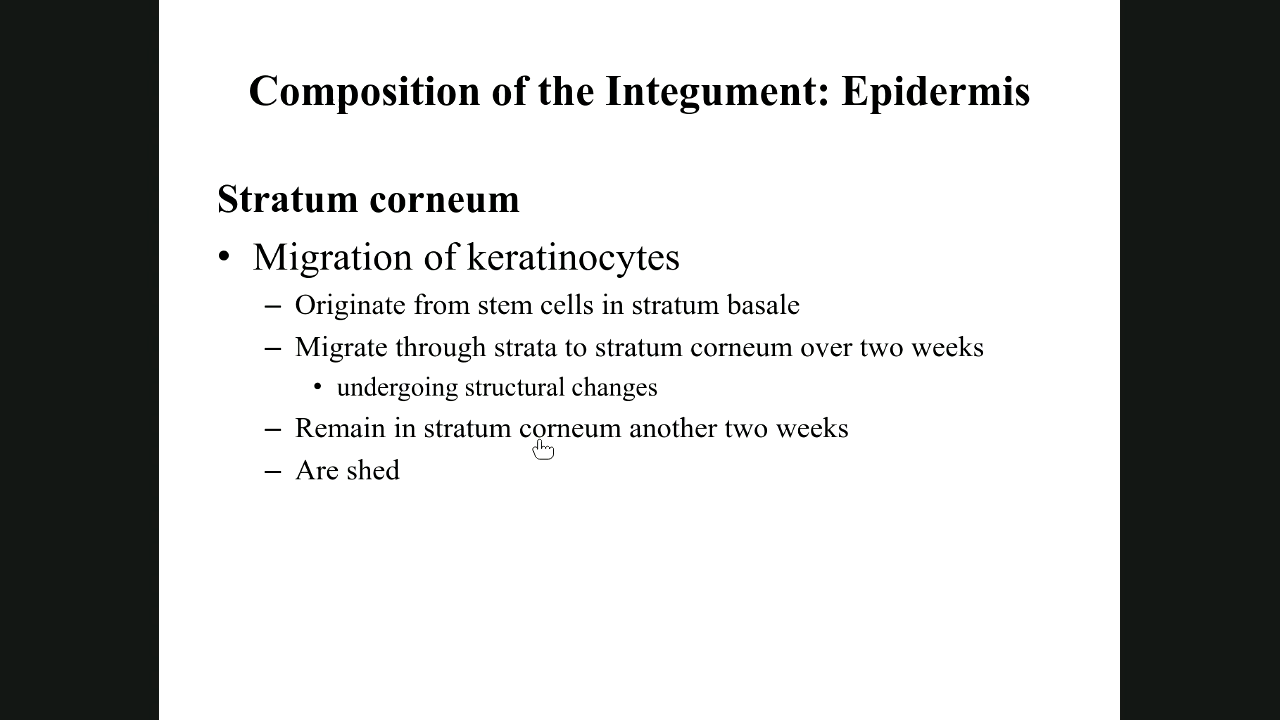 Composition of the Integument: Epidermis
Stratum corneum
• Migration of keratinocytes
– Originate from stem cells in stratum basale
– Migrate through strata to stratum corneum over two weeks
• undergoing structural changes
– Remain in stratum corneum another two weeks
– Are shed